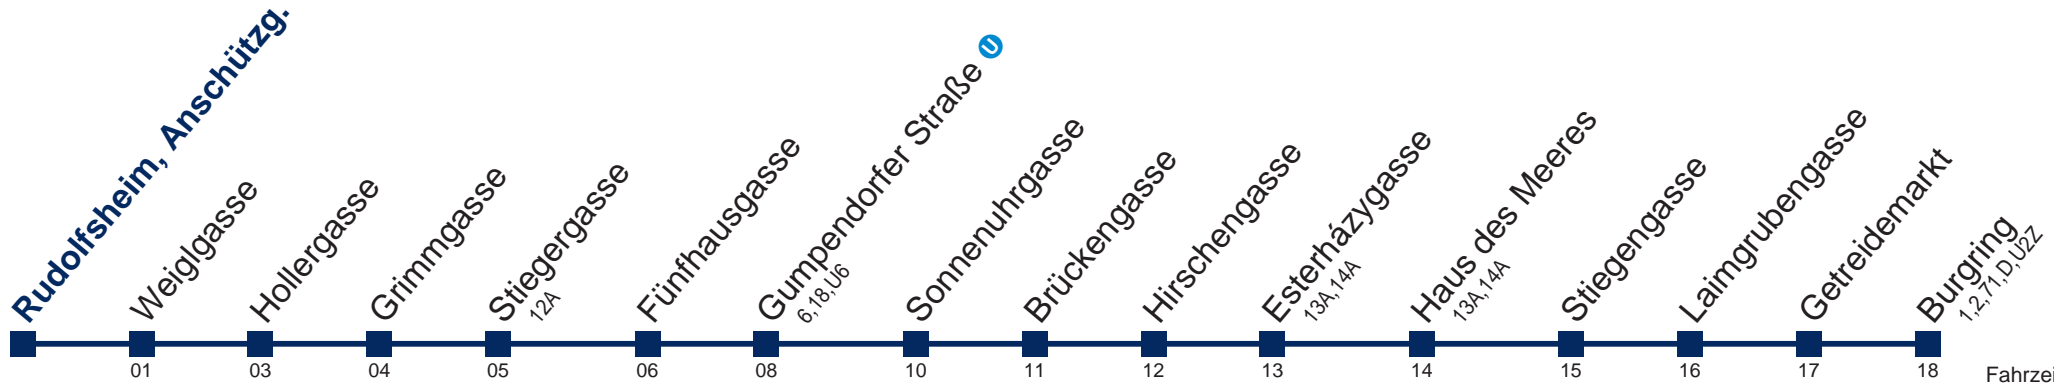 Rudolfsheim, Anschützg.
Weiglgasse
Hollergasse
Grimmgasse
Stiegergasse
12A
Fünfhausgasse
Gumpendorfer Straße U
6,18,U6
Sonnenuhrgasse
Brückengasse
Hirschengasse
Esterházygasse
13A,14A
Haus des Meeres
13A,14A
Stiegengasse
Laimgrubengasse
Getreidemarkt
Burgring
1,2,71,D,U2Z
01 03 04 05 06 08 10 11 12 13 14 15 16 17 18 Fahrzei